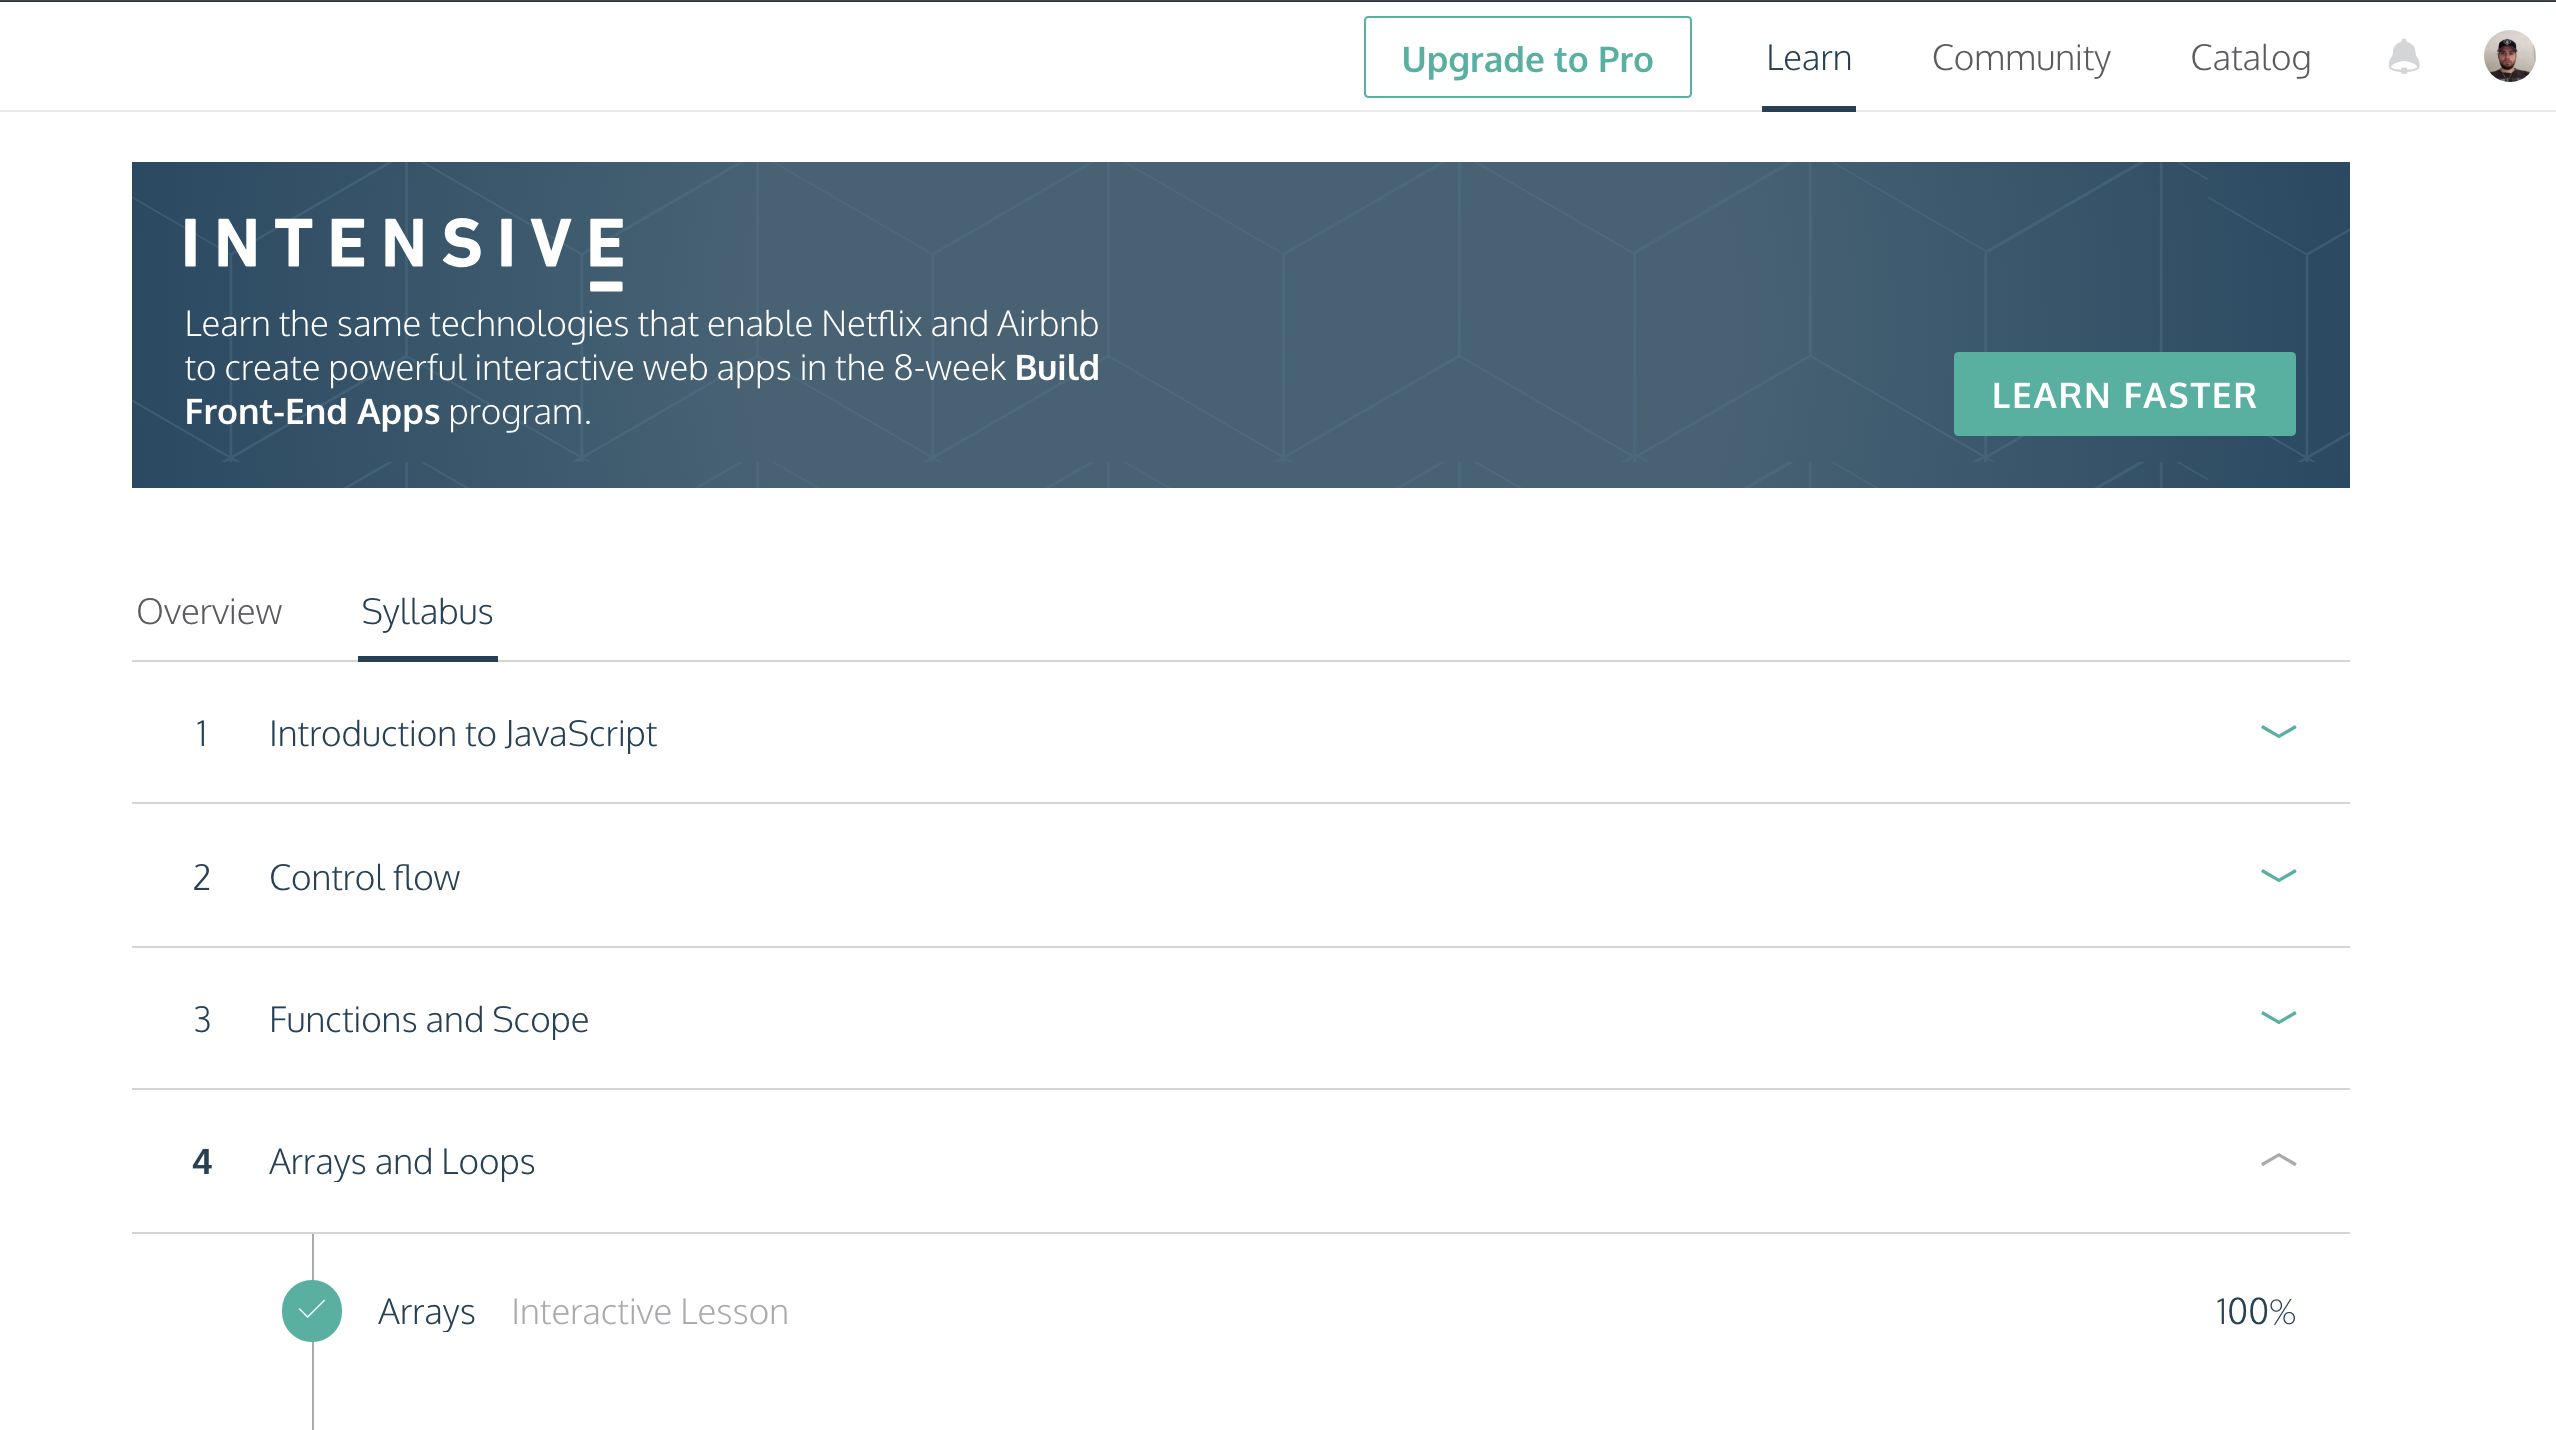 Upgrade to Pro Learn Community Catalog
INTENSIVE
Learn the same technologies that enable Netflix and Airbnb
to create powerful interactive web apps in the 8-week Build
Front-End Apps program.
LEARN FASTER
Overview Syllabus
1 Introduction to JavaScript
2 Control flow
3 Functions and Scope
4 Arrays and Loops
Arrays Interactive Lesson 100%